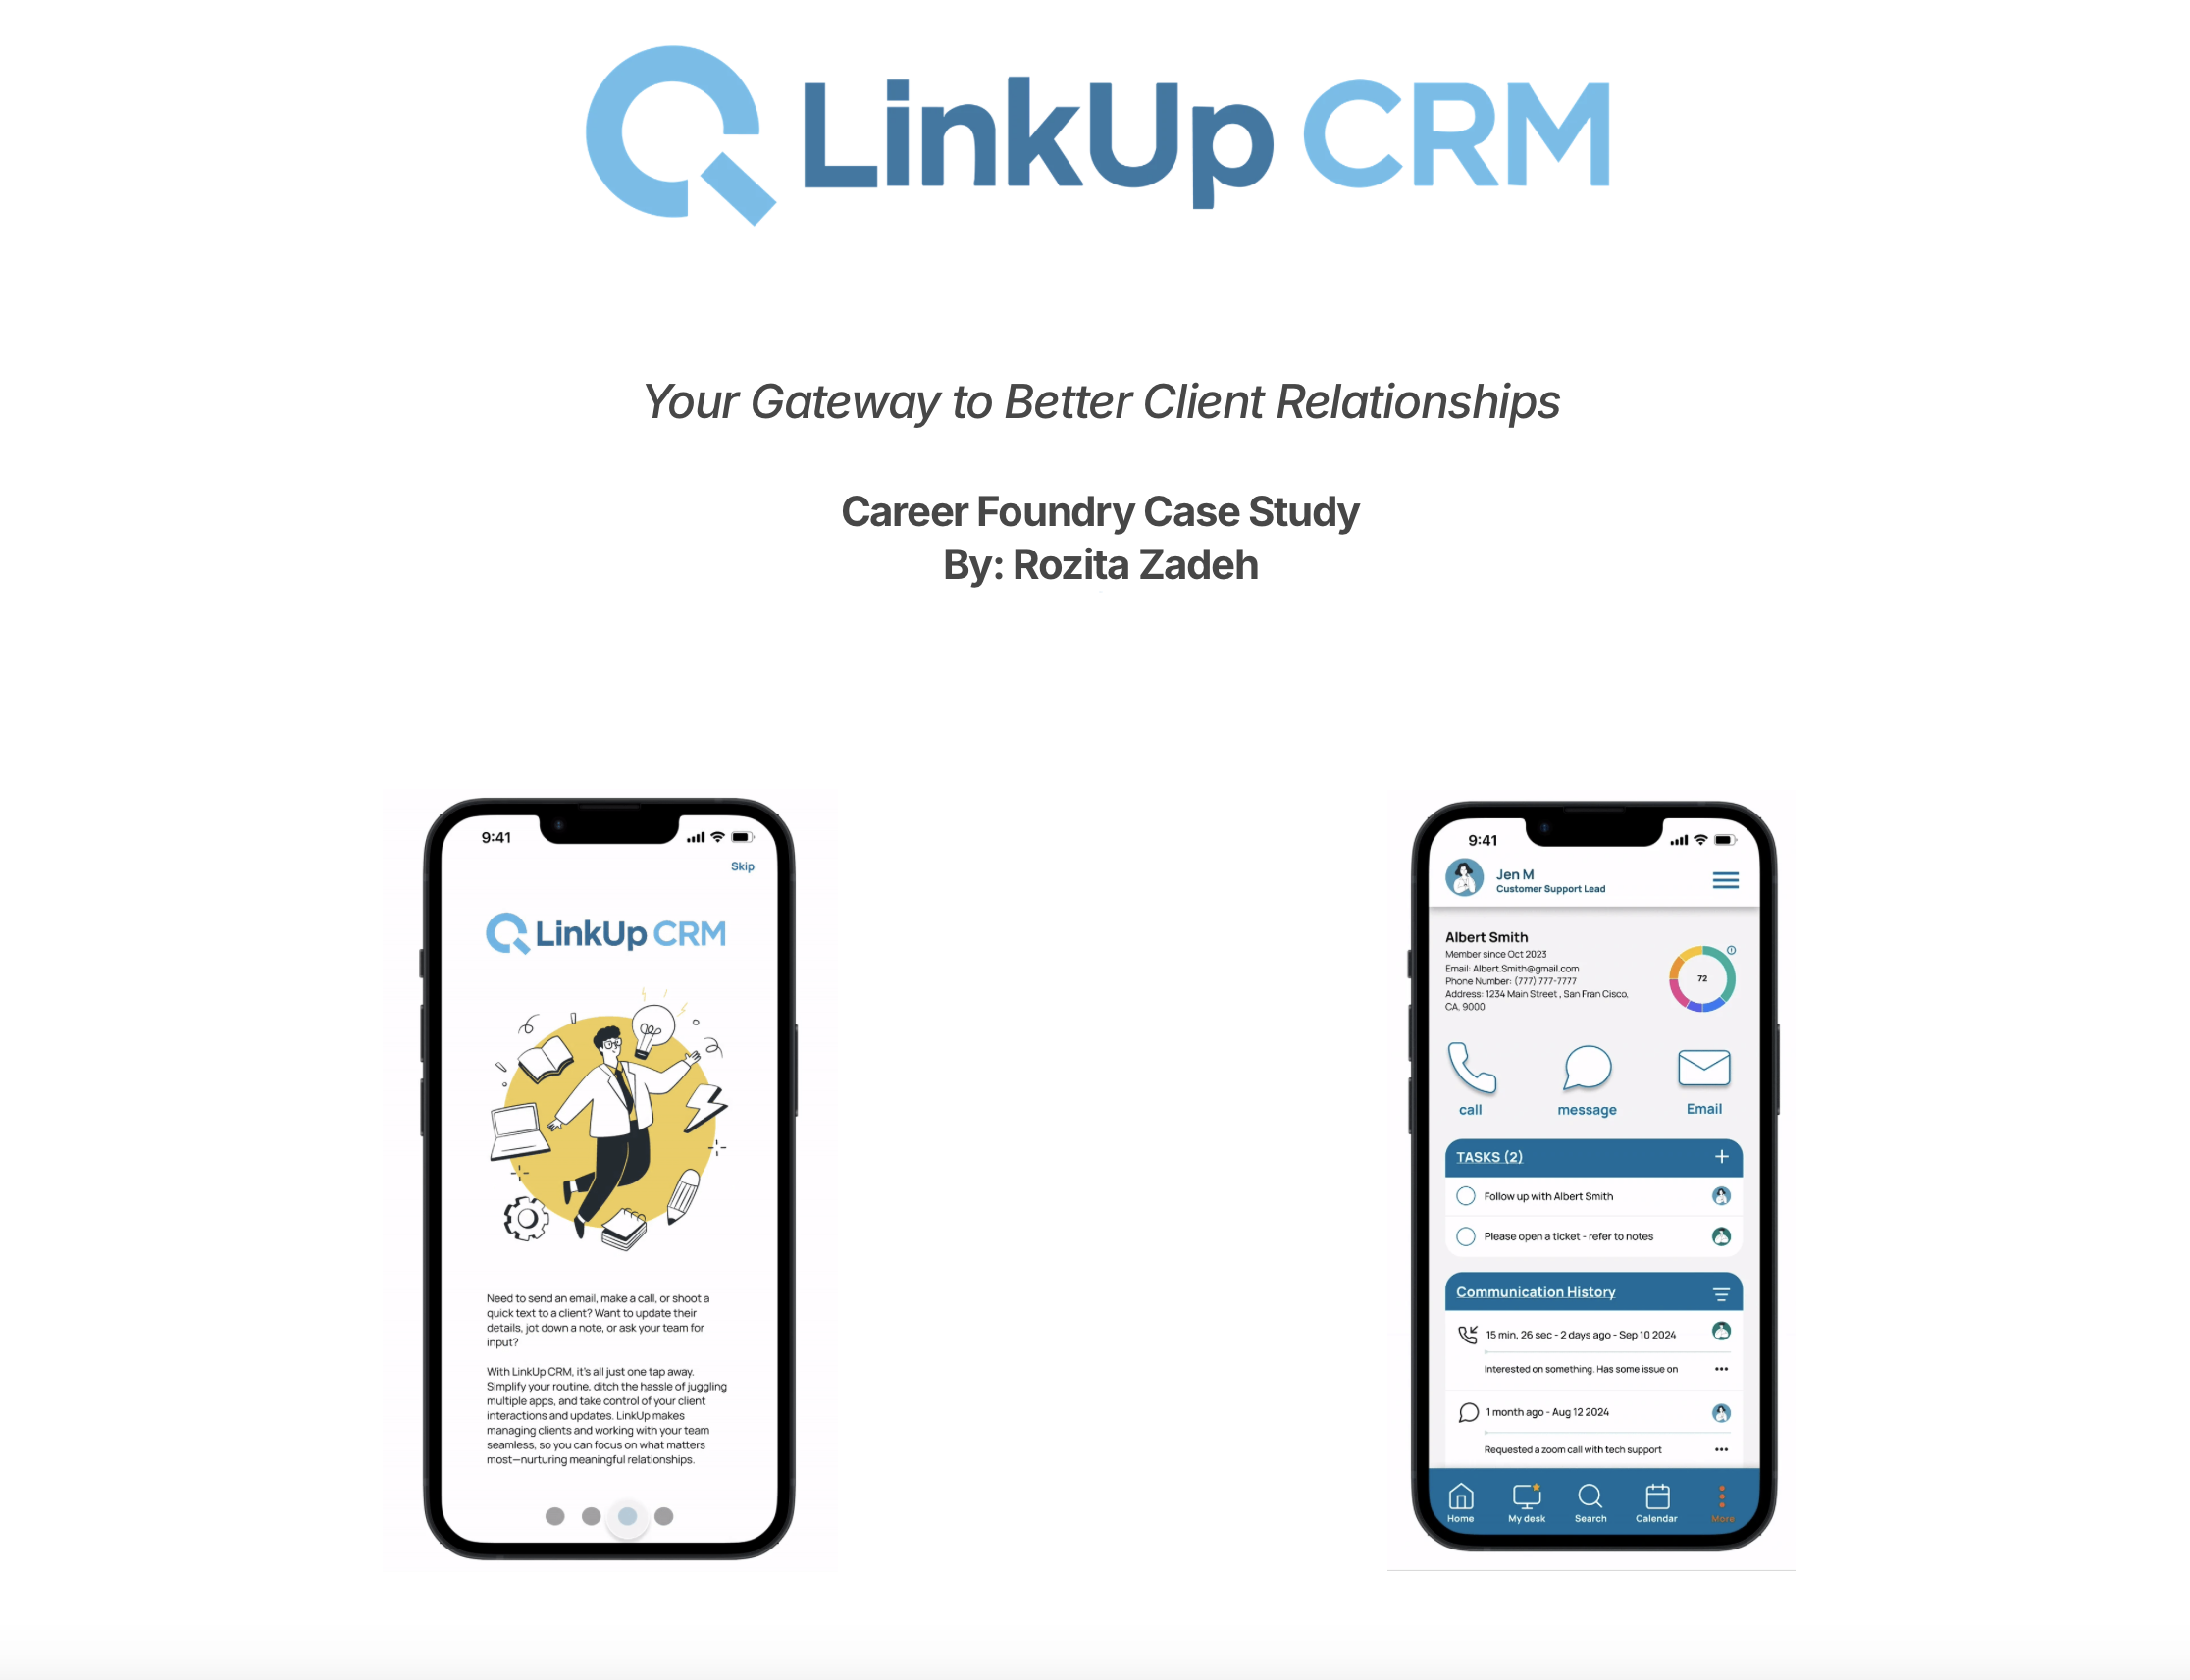 LinkUp CRM
Your Gateway to Better Client Relationships
Career Foundry Case Study
By: Rozita Zadeh
9:41
Skip
LinkUp CRM
Need to send an email, make a call, or shoot a
quick text to a client? Want to update their
details, jot down a note, or ask your team for
input?
With LinkUp CRM, it's all just one tap away.
Simplify your routine, ditch the hassle of juggling
multiple apps, and take control of your client
interactions and updates. LinkUp makes
managing clients and working with your team
seamless, so you can focus on what matters
most—nurturing meaningful relationships.
9:41
Jen M
Customer Support Lead
Albert Smith
Member since Oct 2023
Email: Albert.Smith@gmail.com
Phone Number: (777) 777-7777
Address: 1234 Main Street , San Fran Cisco,
CA, 9000
72
call
message
Email
TASKS (2)
Follow up with Albert Smith
Please open a ticket - refer to notes
Communication History
15 min, 26 sec - 2 days ago - Sep 10 2024
Interested on something. Has some issue on
1 month ago - Aug 12 2024
Requested a zoom call with tech support
Home
My desk
Search
Calendar
More